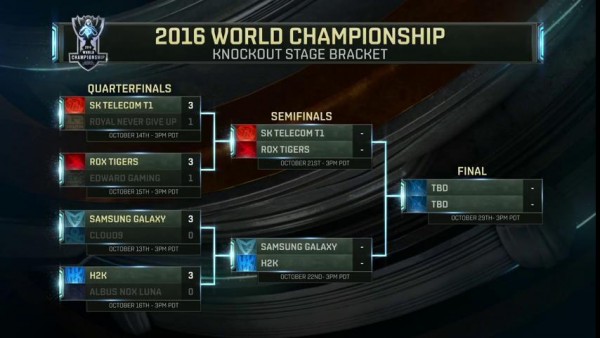 2016 WORLD CHAMPIONSHIP
KNOCKOUT STAGE BRACKET
WORLD
CHAMPIONSHIP
QUARTERFINALS
SK TELECOM T1 3
ROYAL NEVER GIVE UP 1
OCTOBER 14TH - 3PM PDT
ROX TIGERS 3
EDWARD GAMING 1
OCTOBER 15TH - 3PM PDT
SAMSUNG GALAXY 3
CLOUD9 0
OCTOBER 13TH - 3PM PDT
H2K 3
ALBUS NOX LUNA 0
OCTOBER 16TH - 3PM PDT
SEMIFINALS
SK TELECOM T1 -
ROX TIGERS -
OCTOBER 21ST - 3PM PDT
SAMSUNG GALAXY -
H2K -
OCTOBER 22ND - 3PM PDT
FINAL
TBD -
TBD -
OCTOBER 29TH - 3PM PDT